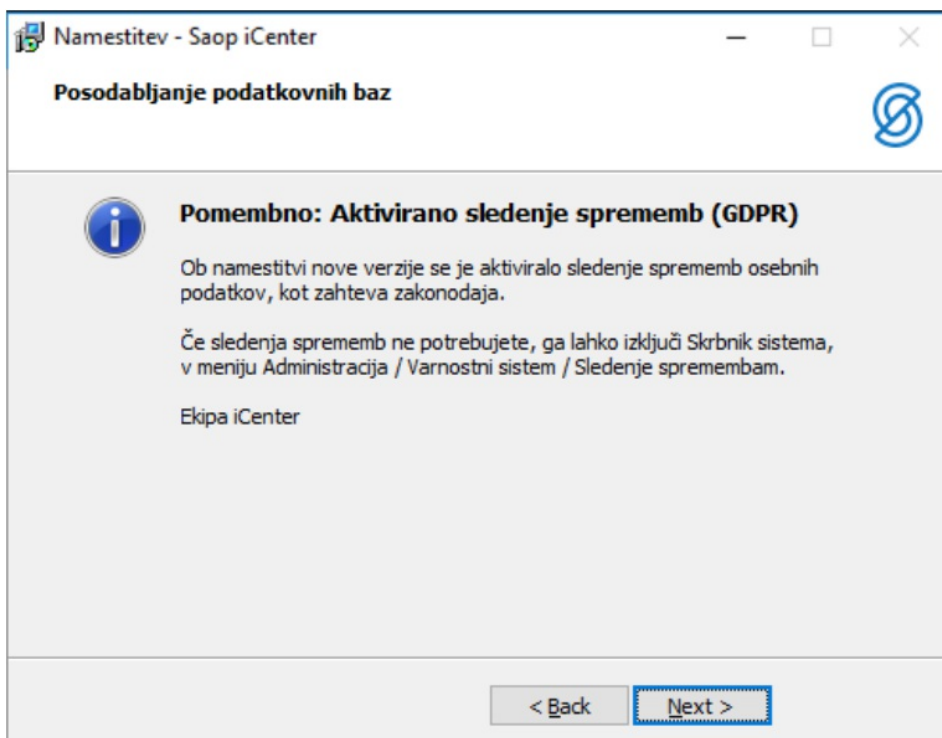 Namestitev - Saop iCenter
Posodabljanje podatkovnih baz
Pomembno: Aktivirano sledenje sprememb (GDPR)
Ob namestitvi nove verzije se je aktiviralo sledenje sprememb osebnih
podatkov, kot zahteva zakonodaja.
Če sledenja sprememb ne potrebujete, ga lahko izključi Skrbnik sistema,
v meniju Administracija / Varnostni sistem / Sledenje spremembam.
Ekipa iCenter
< Back
Next >